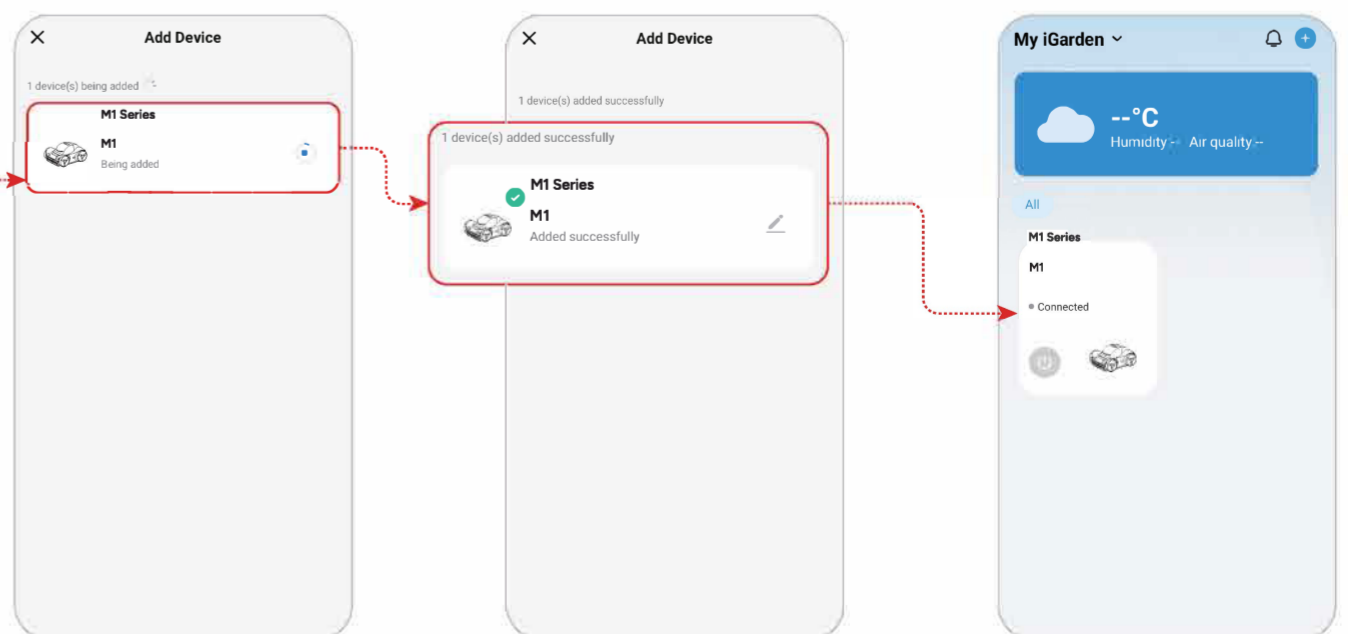 Add Device
1 device(s) being added
M1 Series
M1
Being added
Add Device
1 device(s) added successfully
1 device(s) added successfully
M1 Series
M1
Added successfully
My iGarden
--°C
Humidity -- Air quality --
All
M1 Series
M1
Connected